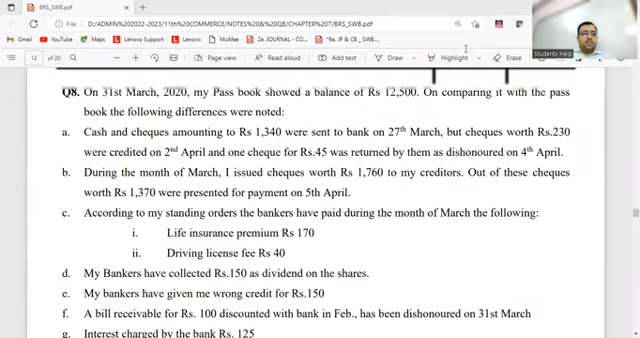 BRS_SWB.pdf
File | D:/ADMIN%202022-2023/11th%20COMMERCE/NOTES%20&%20QB/CHAPTER%207/BRS_SWB.pdf
Gmail YouTube Maps Lenovo Support Lenovo McAfee 2e. JOURNAL - CO... *6a. JP & CB _ SWB...
12 of 20 Page view Read aloud Add text Draw Highlight Erase
Students Help
Q8. On 31st March, 2020, my Pass book showed a balance of Rs 12,500. On comparing it with the pass
book the following differences were noted:
a. Cash and cheques amounting to Rs 1,340 were sent to bank on 27th March, but cheques worth Rs.230
were credited on 2nd April and one cheque for Rs.45 was returned by them as dishonoured on 4th April.
b. During the month of March, I issued cheques worth Rs 1,760 to my creditors. Out of these cheques
worth Rs 1,370 were presented for payment on 5th April.
c. According to my standing orders the bankers have paid during the month of March the following:
i. Life insurance premium Rs 170
ii. Driving license fee Rs 40
d. My Bankers have collected Rs.150 as dividend on the shares.
e. My bankers have given me wrong credit for Rs.150
f. A bill receivable for Rs. 100 discounted with bank in Feb., has been dishonoured on 31st March
g. Interest charged by the bank Rs. 125